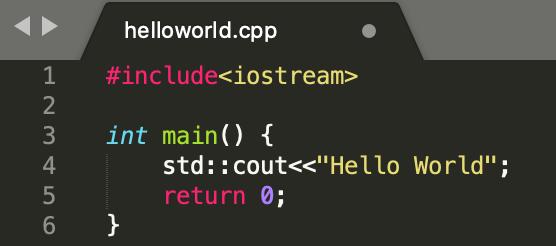 helloworld.cpp
1 #include<iostream>
2
3 int main() {
4     std::cout<<"Hello World";
5     return 0;
6 }